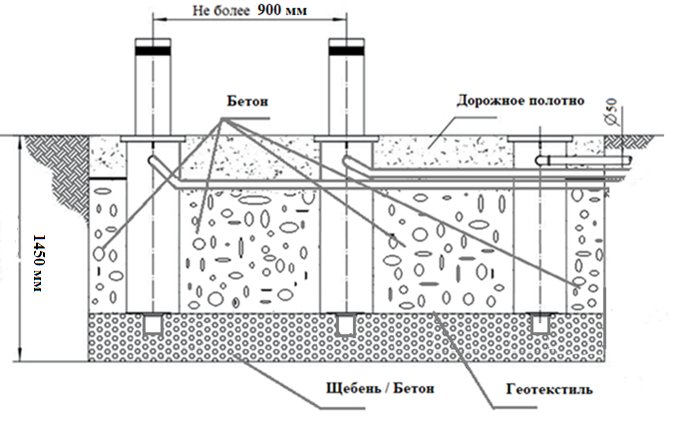 Не более 900 мм
Бетон
Дорожное полотно
Ø50
1450 мм
Щебень / Бетон
Геотекстиль